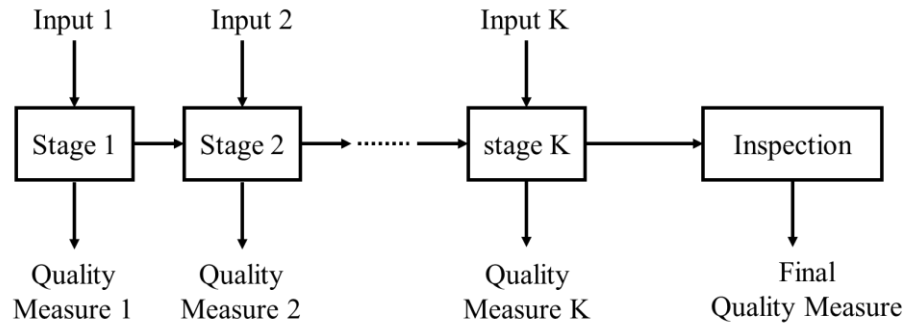 Input 1
Input 2
Input K
Stage 1
Stage 2
stage K
Inspection
Quality
Measure 1
Quality
Measure 2
Quality
Measure K
Final
Quality Measure